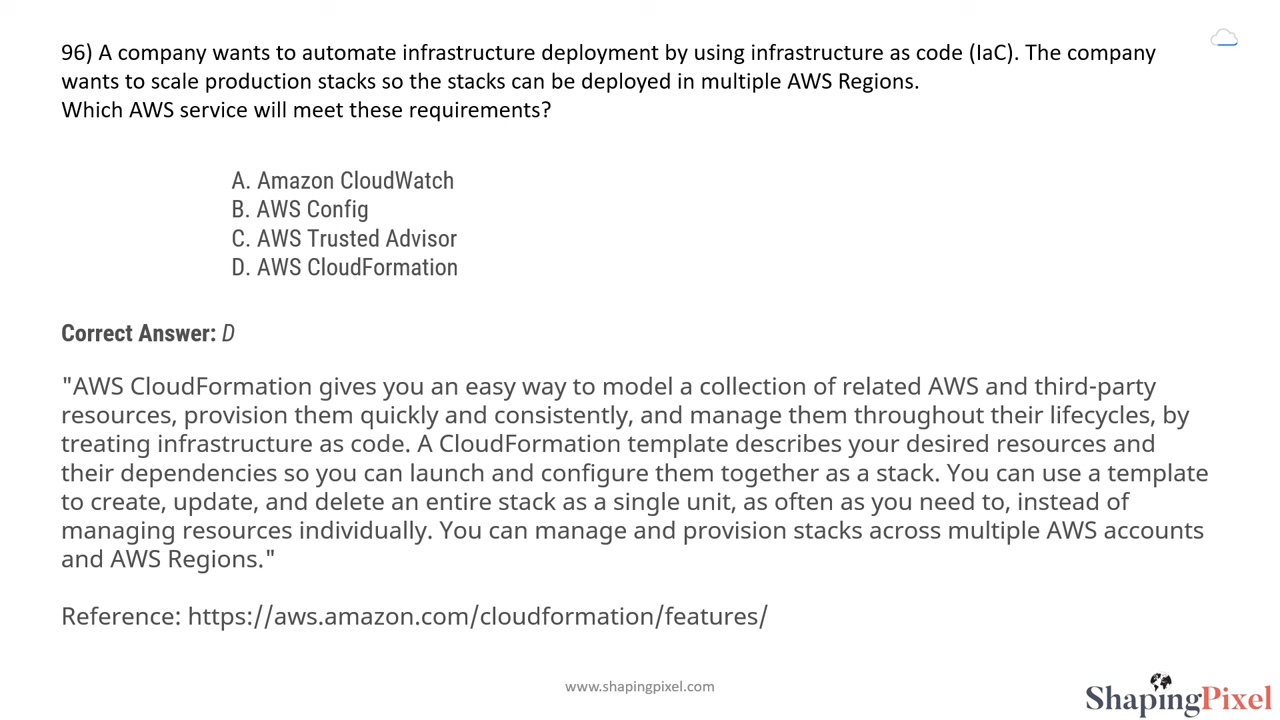 96) A company wants to automate infrastructure deployment by using infrastructure as code (IaC). The company
wants to scale production stacks so the stacks can be deployed in multiple AWS Regions.
Which AWS service will meet these requirements?
A. Amazon CloudWatch
B. AWS Config
C. AWS Trusted Advisor
D. AWS CloudFormation
Correct Answer: D
"AWS CloudFormation gives you an easy way to model a collection of related AWS and third-party
resources, provision them quickly and consistently, and manage them throughout their lifecycles, by
treating infrastructure as code. A CloudFormation template describes your desired resources and
their dependencies so you can launch and configure them together as a stack. You can use a template
to create, update, and delete an entire stack as a single unit, as often as you need to, instead of
managing resources individually. You can manage and provision stacks across multiple AWS accounts
and AWS Regions."
Reference: https://aws.amazon.com/cloudformation/features/
www.shapingpixel.com
ShapingPixel